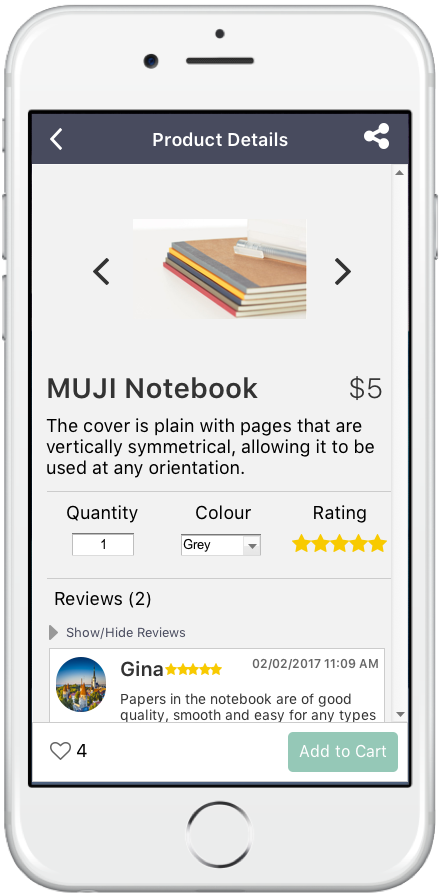 Product Details
MUJI Notebook $5
The cover is plain with pages that are
vertically symmetrical, allowing it to be
used at any orientation.
Quantity Colour Rating
1 Grey
Reviews (2)
Show/Hide Reviews
Gina 02/02/2017 11:09 AM
Papers in the notebook are of good
quality, smooth and easy for any types
4 Add to Cart